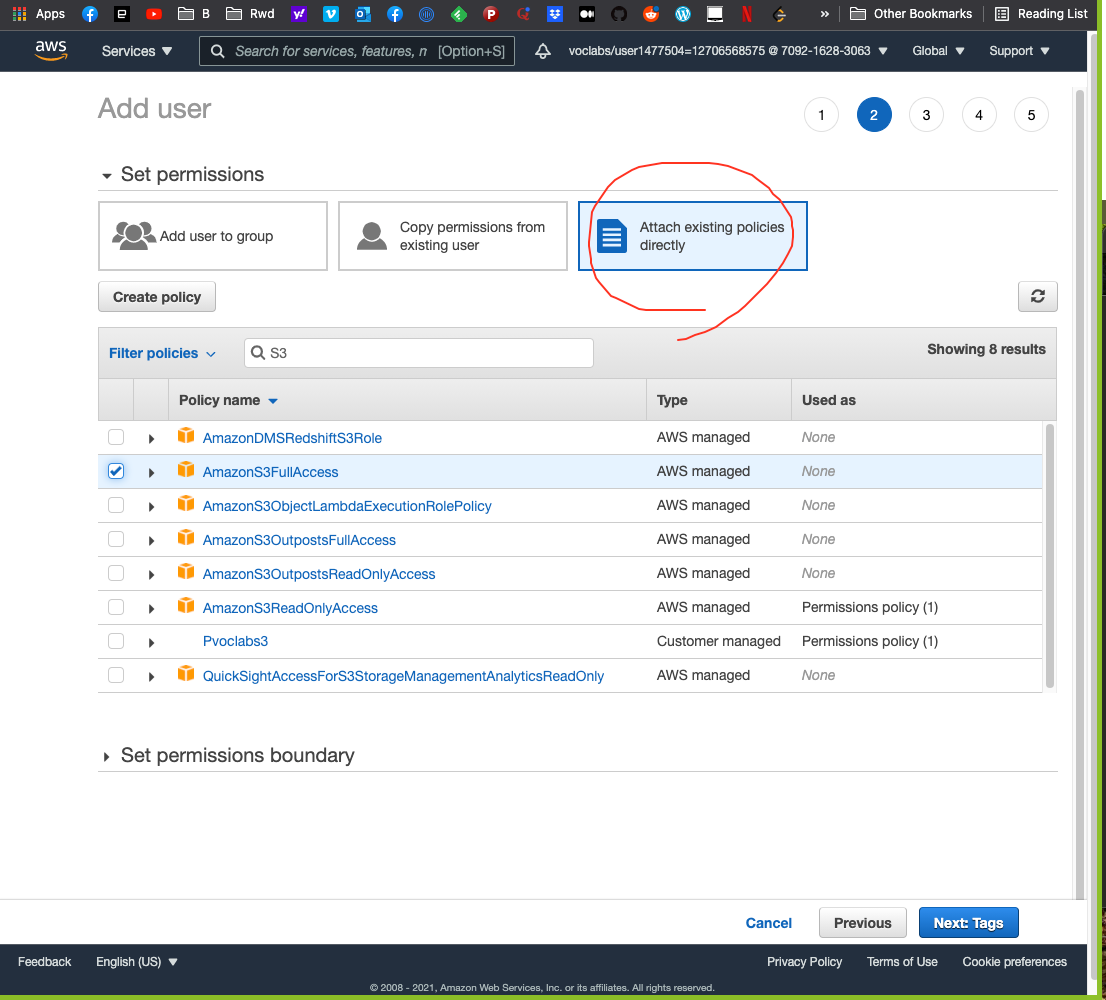 Apps
B
Rwd
Other Bookmarks
Reading List
aws
Services
Search for services, features, m
[Option+S]
voclabs/user1477504=12706568575 @ 7092-1628-3063
Global
Support
Add user
1
2
3
4
5
Set permissions
Add user to group
Copy permissions from
existing user
Attach existing policies
directly
Create policy
Filter policies
S3
Showing 8 results
Policy name
Type
Used as
AmazonDMSRedshiftS3Role
AWS managed
None
AmazonS3FullAccess
AWS managed
None
AmazonS3ObjectLambdaExecutionRolePolicy
AWS managed
None
AmazonS3OutpostsFullAccess
AWS managed
None
AmazonS3OutpostsReadOnlyAccess
AWS managed
None
AmazonS3ReadOnlyAccess
AWS managed
Permissions policy (1)
Pvoclabs3
Customer managed
Permissions policy (1)
QuickSightAccessForS3StorageManagementAnalyticsReadOnly
AWS managed
None
Set permissions boundary
Cancel
Previous
Next: Tags
Feedback
English (US)
Privacy Policy
Terms of Use
Cookie preferences
© 2008 - 2021, Amazon Web Services, Inc. or its affiliates. All rights reserved.